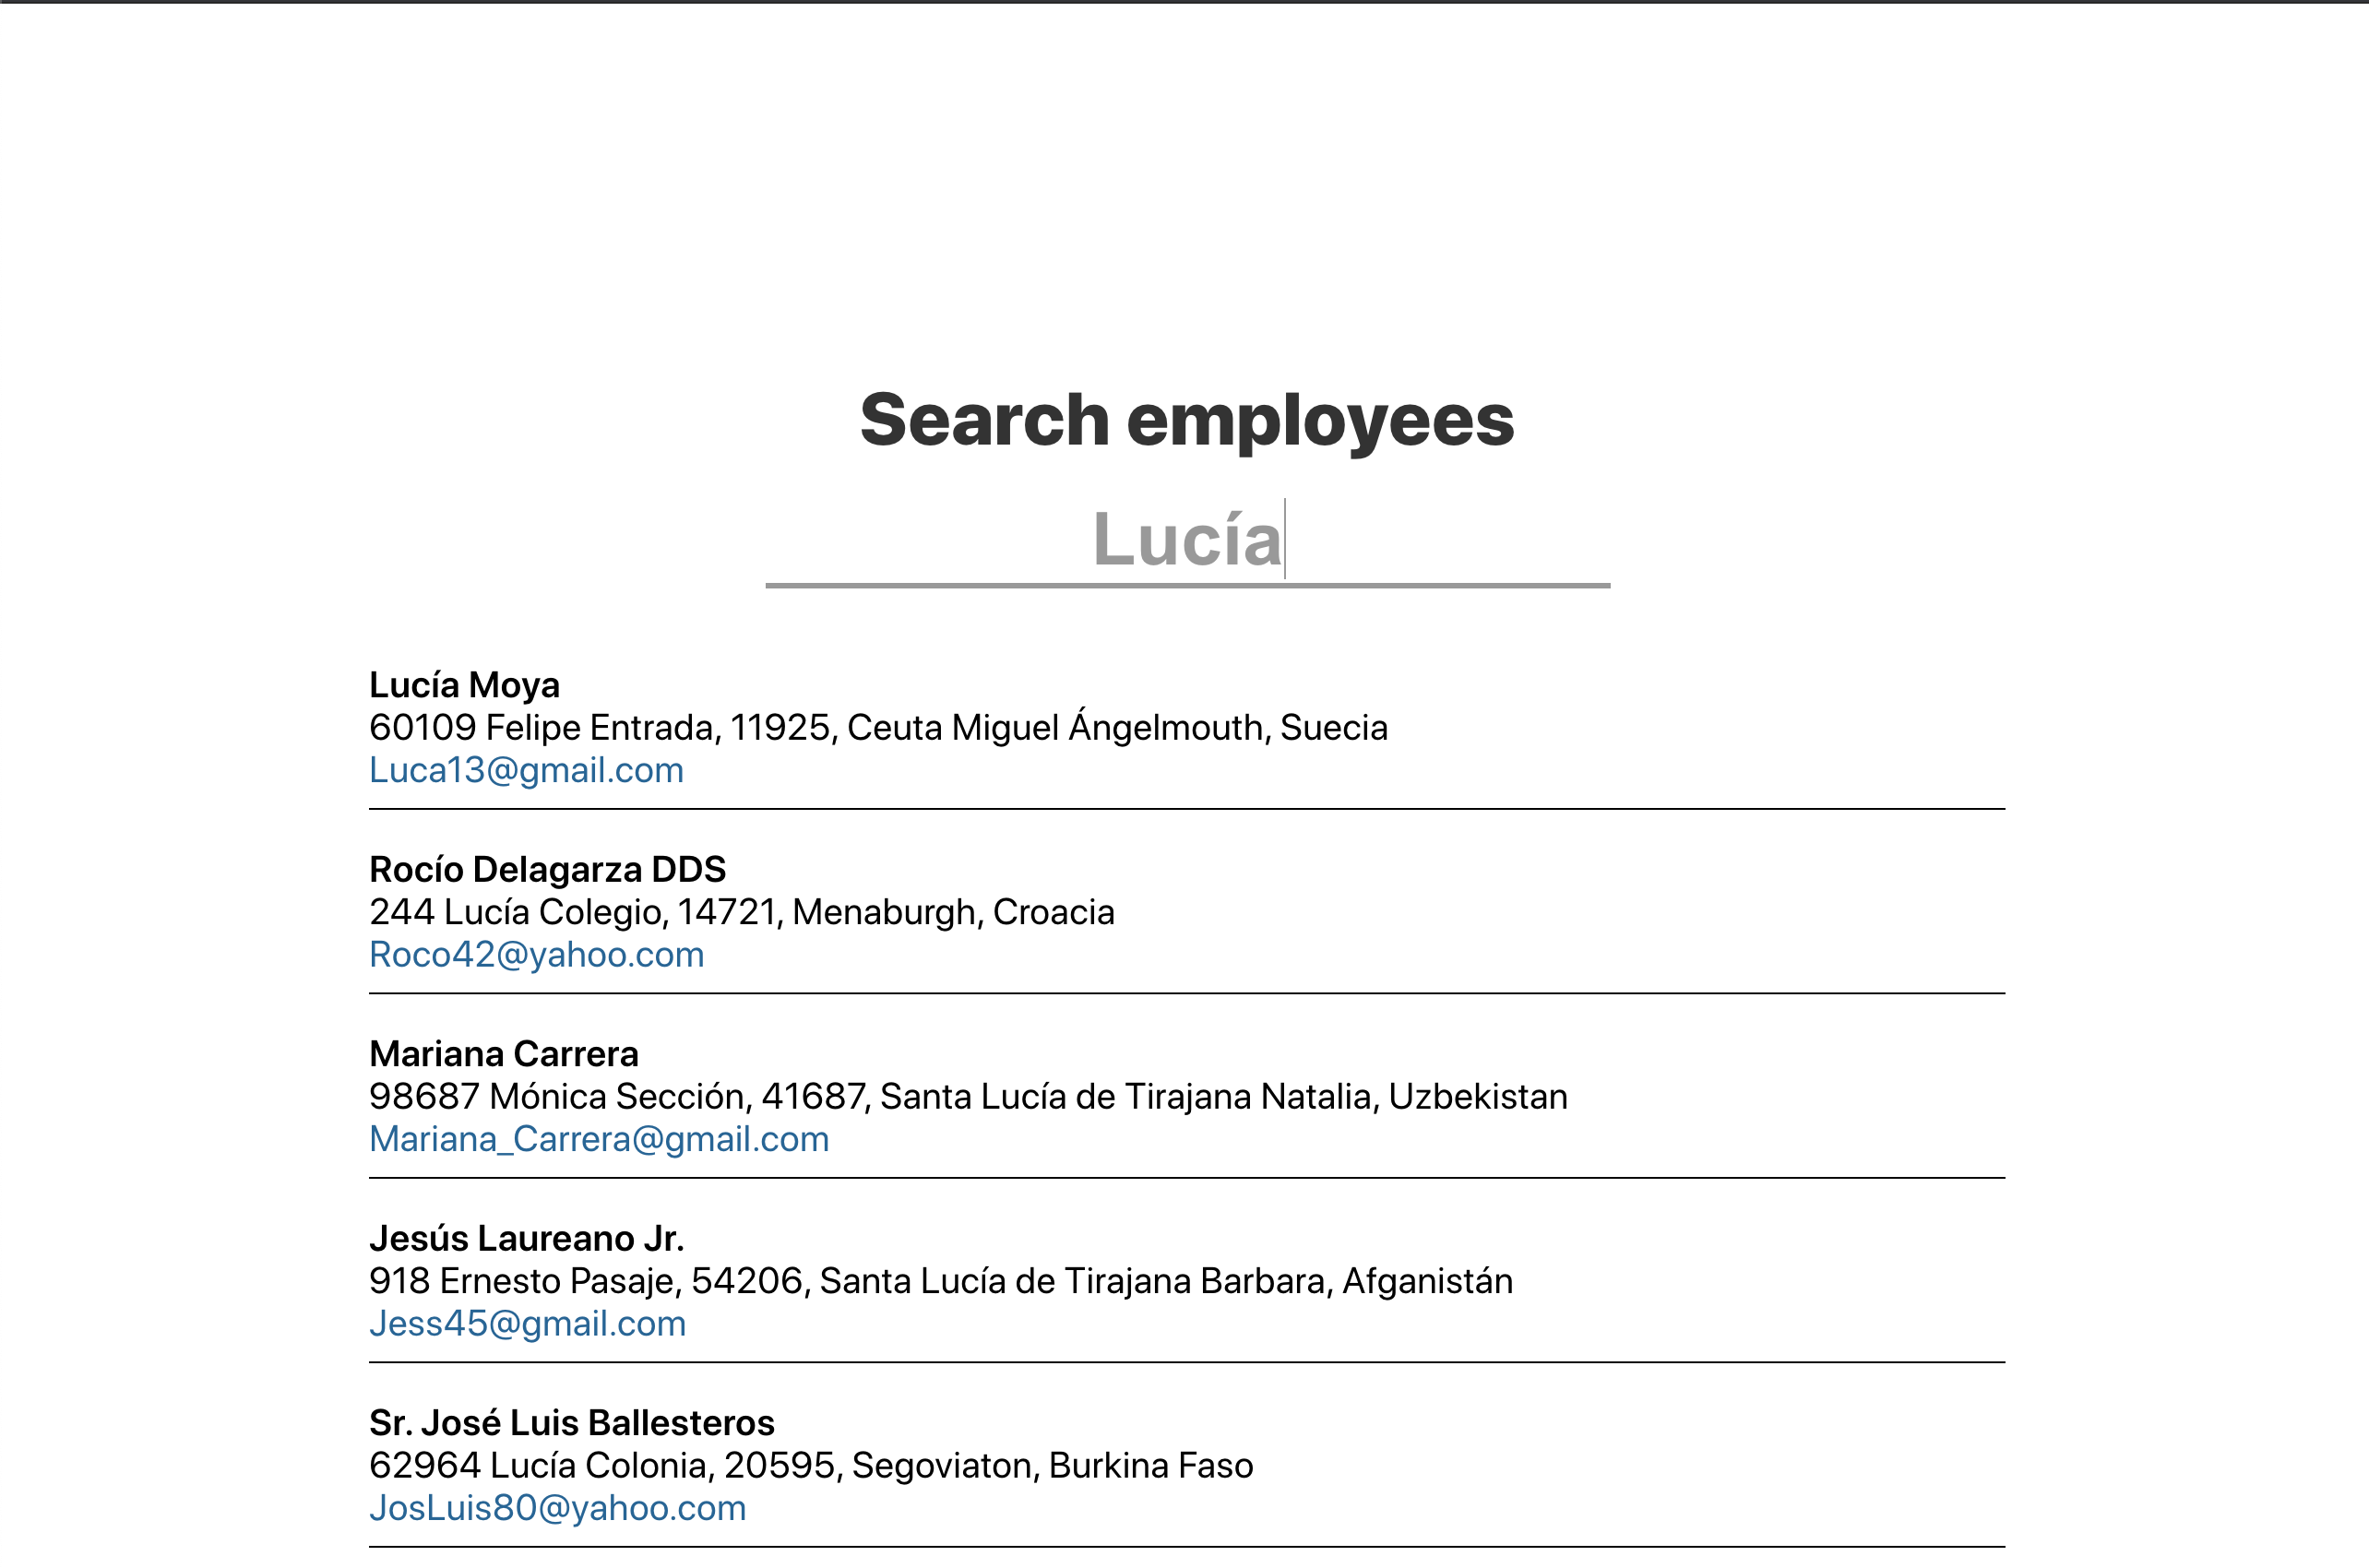 Search employees
Lucía
Lucía Moya
60109 Felipe Entrada, 11925, Ceuta Miguel Ángelmouth, Suecia
Luca13@gmail.com
Rocío Delagarza DDS
244 Lucía Colegio, 14721, Menaburgh, Croacia
Roco42@yahoo.com
Mariana Carrera
98687 Mónica Sección, 41687, Santa Lucía de Tirajana Natalia, Uzbekistan
Mariana_Carrera@gmail.com
Jesús Laureano Jr.
918 Ernesto Pasaje, 54206, Santa Lucía de Tirajana Barbara, Afganistán
Jess45@gmail.com
Sr. José Luis Ballesteros
62964 Lucía Colonia, 20595, Segoviaton, Burkina Faso
JosLuis80@yahoo.com